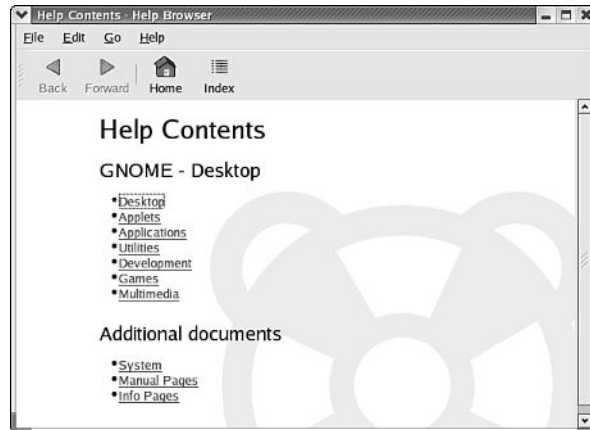 Help Contents - Help Browser
File Edit Go Help
Back Forward Home Index
Help Contents
GNOME - Desktop
•Desktop
•Applets
•Applications
•Utilities
•Development
•Games
•Multimedia
Additional documents
•System
•Manual Pages
•Info Pages